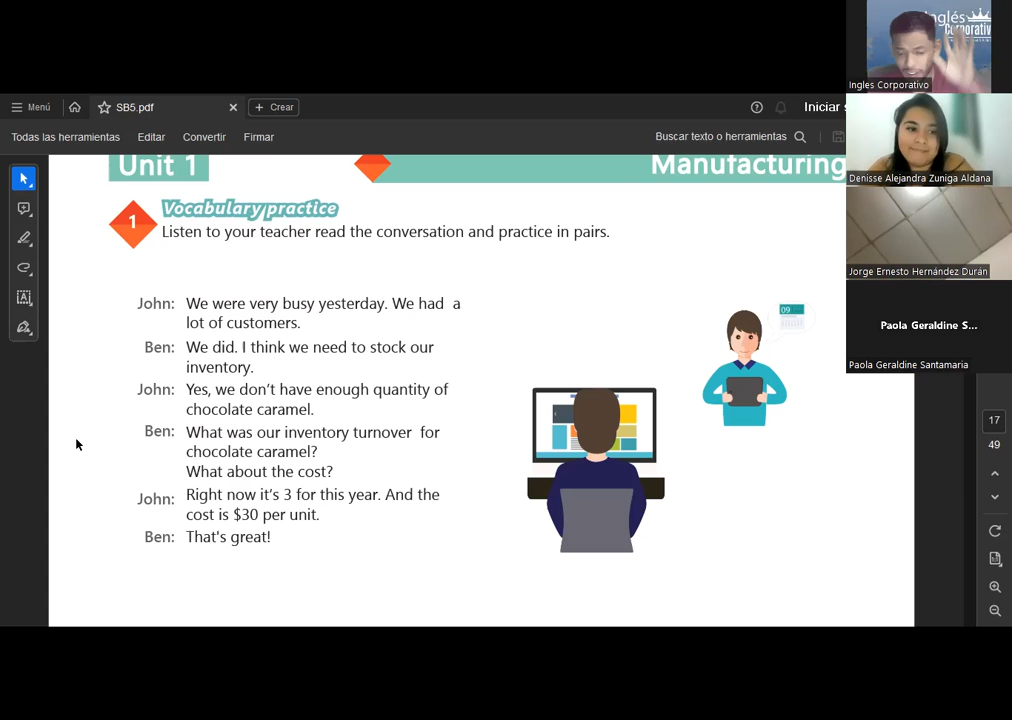 Inglés
Corporativo
Ingles Corporativo
Menú
SB5.pdf
Crear
Iniciar s
Todas las herramientas
Editar
Convertir
Firmar
Buscar texto o herramientas
Denisse Alejandra Zuniga Aldana
Unit 1
Manufacturing
1
Vocabulary practice
Listen to your teacher read the conversation and practice in pairs.
Jorge Ernesto Hernández Durán
John: We were very busy yesterday. We had a
lot of customers.
Ben: We did. I think we need to stock our
inventory.
John: Yes, we don't have enough quantity of
chocolate caramel.
Ben: What was our inventory turnover for
chocolate caramel?
What about the cost?
John: Right now it's 3 for this year. And the
cost is $30 per unit.
Ben: That's great!
09
Paola Geraldine S...
Paola Geraldine Santamaria
17
49